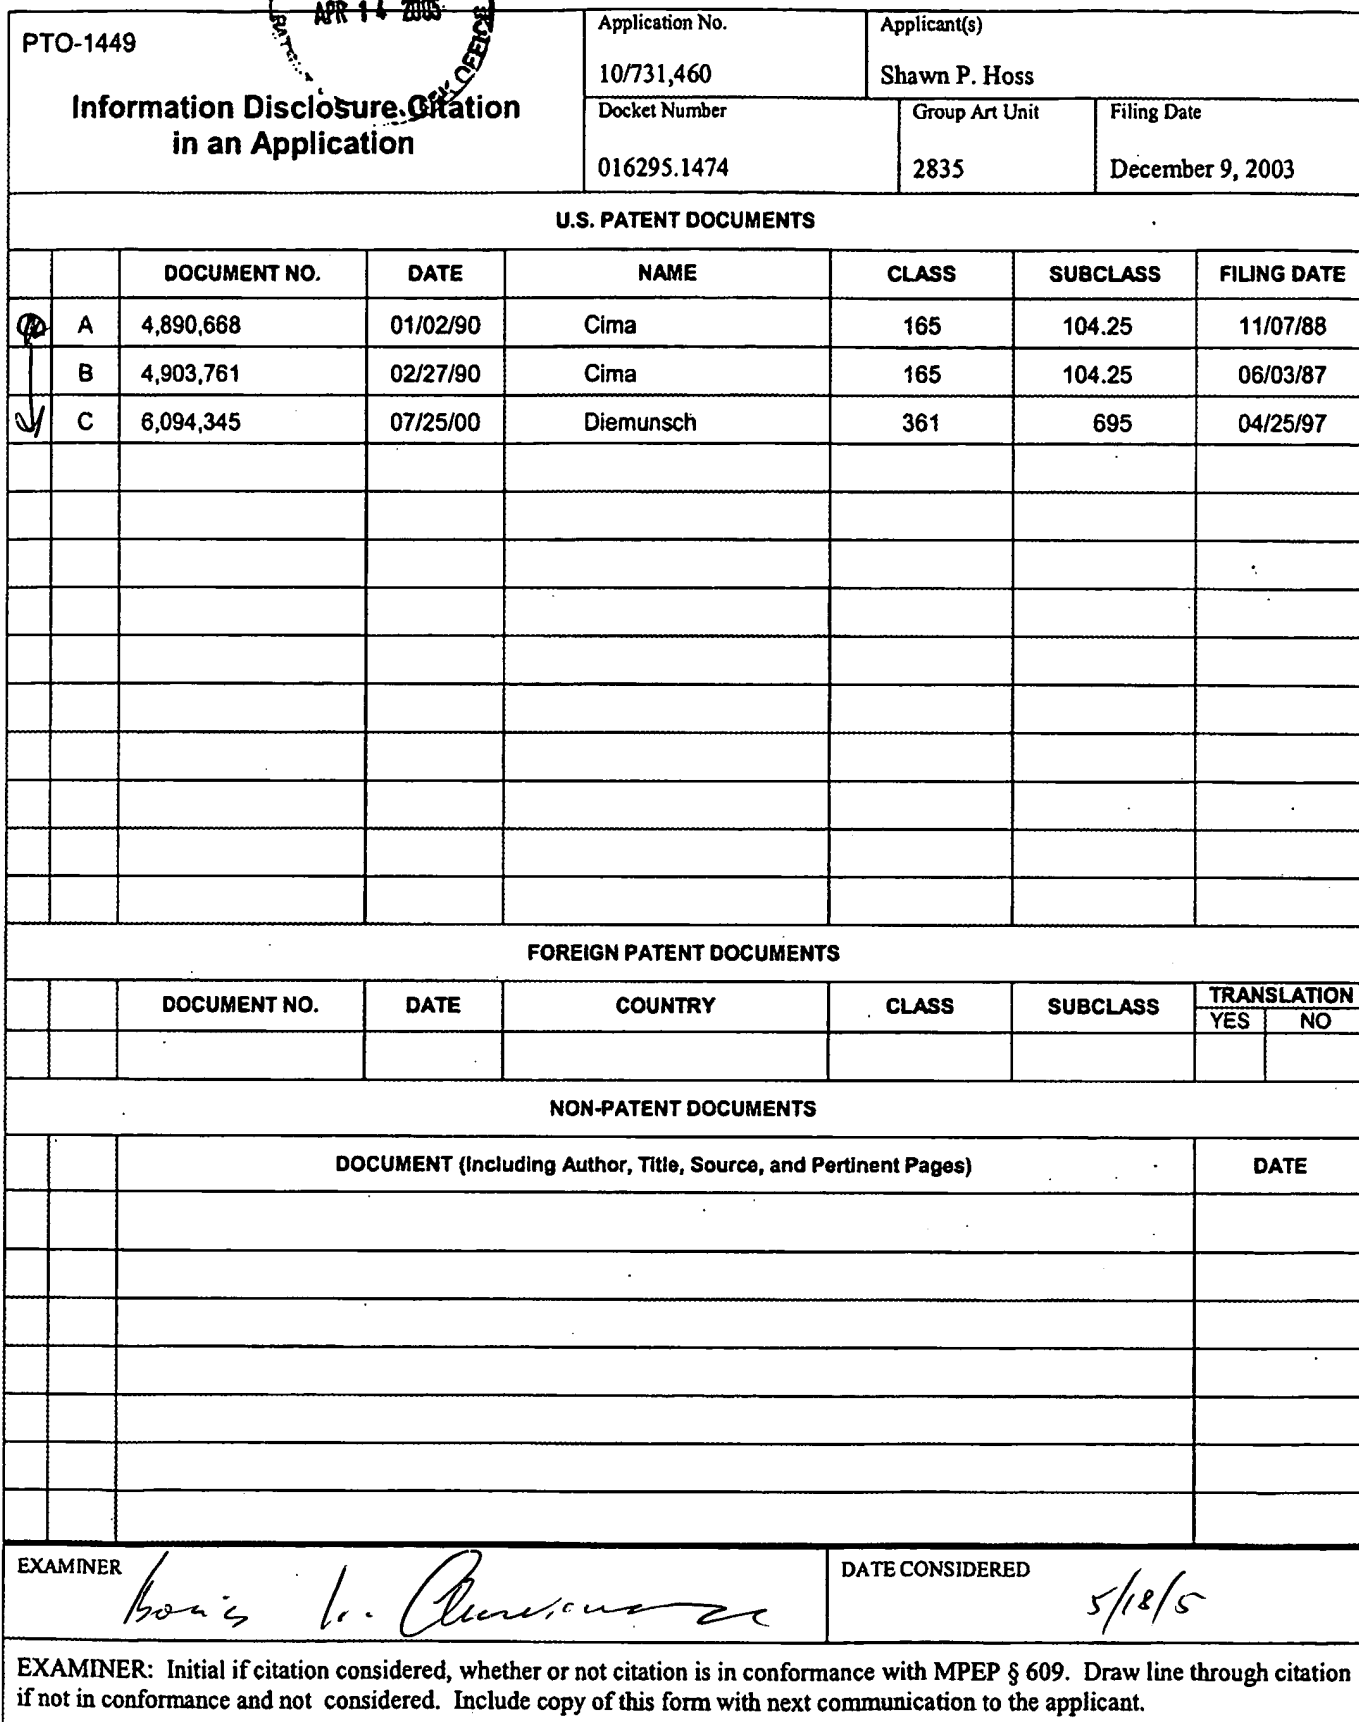 APR 14 2005
OFFICE
PTO-1449
Information Disclosure Citation
in an Application
Application No.
10/731,460
Applicant(s)
Shawn P. Hoss
Docket Number
016295.1474
Group Art Unit
2835
Filing Date
December 9, 2003
U.S. PATENT DOCUMENTS
DOCUMENT NO. DATE NAME CLASS SUBCLASS FILING DATE
A 4,890,668 01/02/90 Cima 165 104.25 11/07/88
B 4,903,761 02/27/90 Cima 165 104.25 06/03/87
C 6,094,345 07/25/00 Diemunsch 361 695 04/25/97
FOREIGN PATENT DOCUMENTS
DOCUMENT NO. DATE COUNTRY CLASS SUBCLASS TRANSLATION
YES NO
NON-PATENT DOCUMENTS
DOCUMENT (Including Author, Title, Source, and Pertinent Pages) DATE
EXAMINER
DATE CONSIDERED
5/18/5
EXAMINER: Initial if citation considered, whether or not citation is in conformance with MPEP § 609. Draw line through citation
if not in conformance and not considered. Include copy of this form with next communication to the applicant.